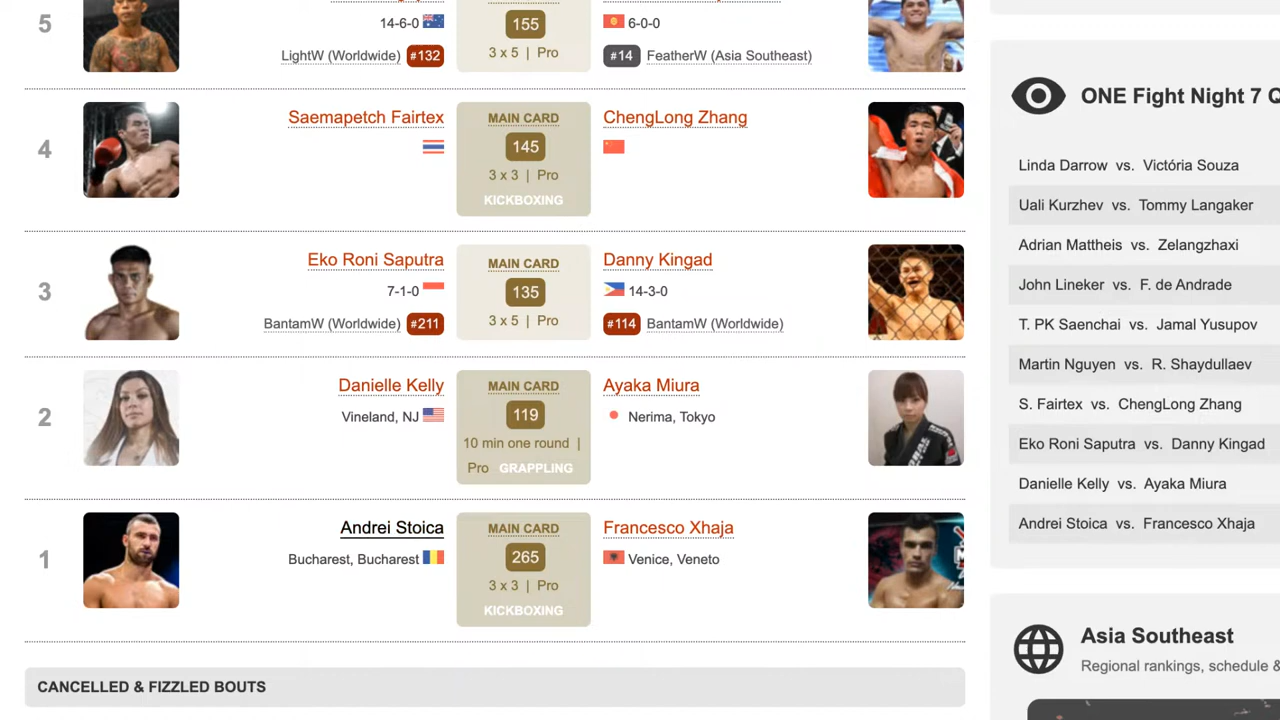 5
14-6-0
LightW (Worldwide) #132
155
3 x 5 | Pro
6-0-0
#14 FeatherW (Asia Southeast)
4
Saemapetch Fairtex
MAIN CARD
145
3 x 3 | Pro
KICKBOXING
ChengLong Zhang
3
Eko Roni Saputra
7-1-0
BantamW (Worldwide) #211
MAIN CARD
135
3 x 5 | Pro
Danny Kingad
14-3-0
#114 BantamW (Worldwide)
2
Danielle Kelly
Vineland, NJ
MAIN CARD
119
10 min one round |
Pro GRAPPLING
Ayaka Miura
Nerima, Tokyo
1
Andrei Stoica
Bucharest, Bucharest
MAIN CARD
265
3 x 3 | Pro
KICKBOXING
Francesco Xhaja
Venice, Veneto
CANCELLED & FIZZLED BOUTS
ONE Fight Night 7 Q
Linda Darrow vs. Victória Souza
Uali Kurzhev vs. Tommy Langaker
Adrian Mattheis vs. Zelangzhaxi
John Lineker vs. F. de Andrade
T. PK Saenchai vs. Jamal Yusupov
Martin Nguyen vs. R. Shaydullaev
S. Fairtex vs. ChengLong Zhang
Eko Roni Saputra vs. Danny Kingad
Danielle Kelly vs. Ayaka Miura
Andrei Stoica vs. Francesco Xhaja
Asia Southeast
Regional rankings, schedule &